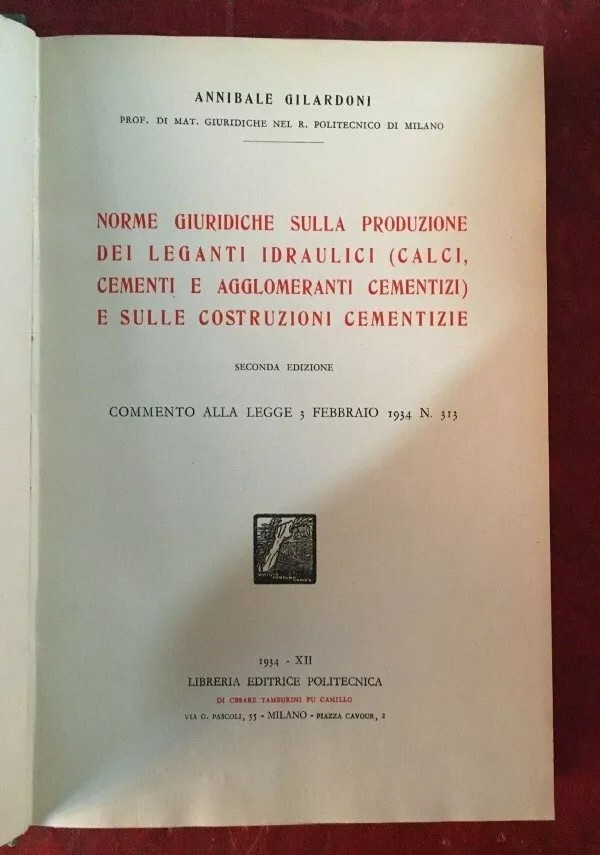 ANNIBALE GILARDONI
PROF. DI MAT. GIURIDICHE NEL R. POLITECNICO DI MILANO
NORME GIURIDICHE SULLA PRODUZIONE
DEI LEGANTI IDRAULICI (CALCI,
CEMENTI E AGGLOMERANTI CEMENTIZI)
E SULLE COSTRUZIONI CEMENTIZIE
SECONDA EDIZIONE
COMMENTO ALLA LEGGE 3 FEBBRAIO 1934 N. 313
1934 - XII
LIBRERIA EDITRICE POLITECNICA
DI CESARE TAMBURINI FU CAMILLO
VIA G. PASCOLI, 55 - MILANO - PIAZZA CAVOUR, 2